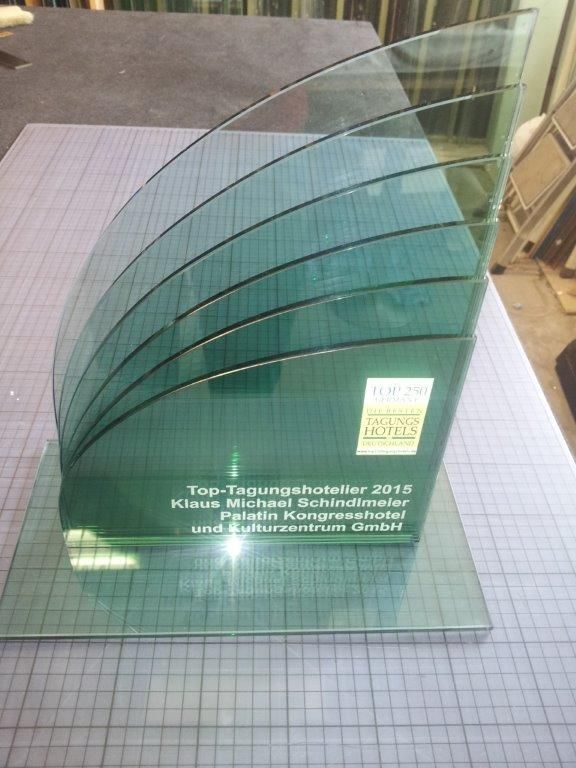 TOP 250
GERMANY
DIE BESTEN
TAGUNGS
HOTELS
DEUTSCHLAND
Top-Tagungshotelier 2015
Klaus Michael Schindlmeier
Palatin Kongresshotel
und Kulturzentrum GmbH